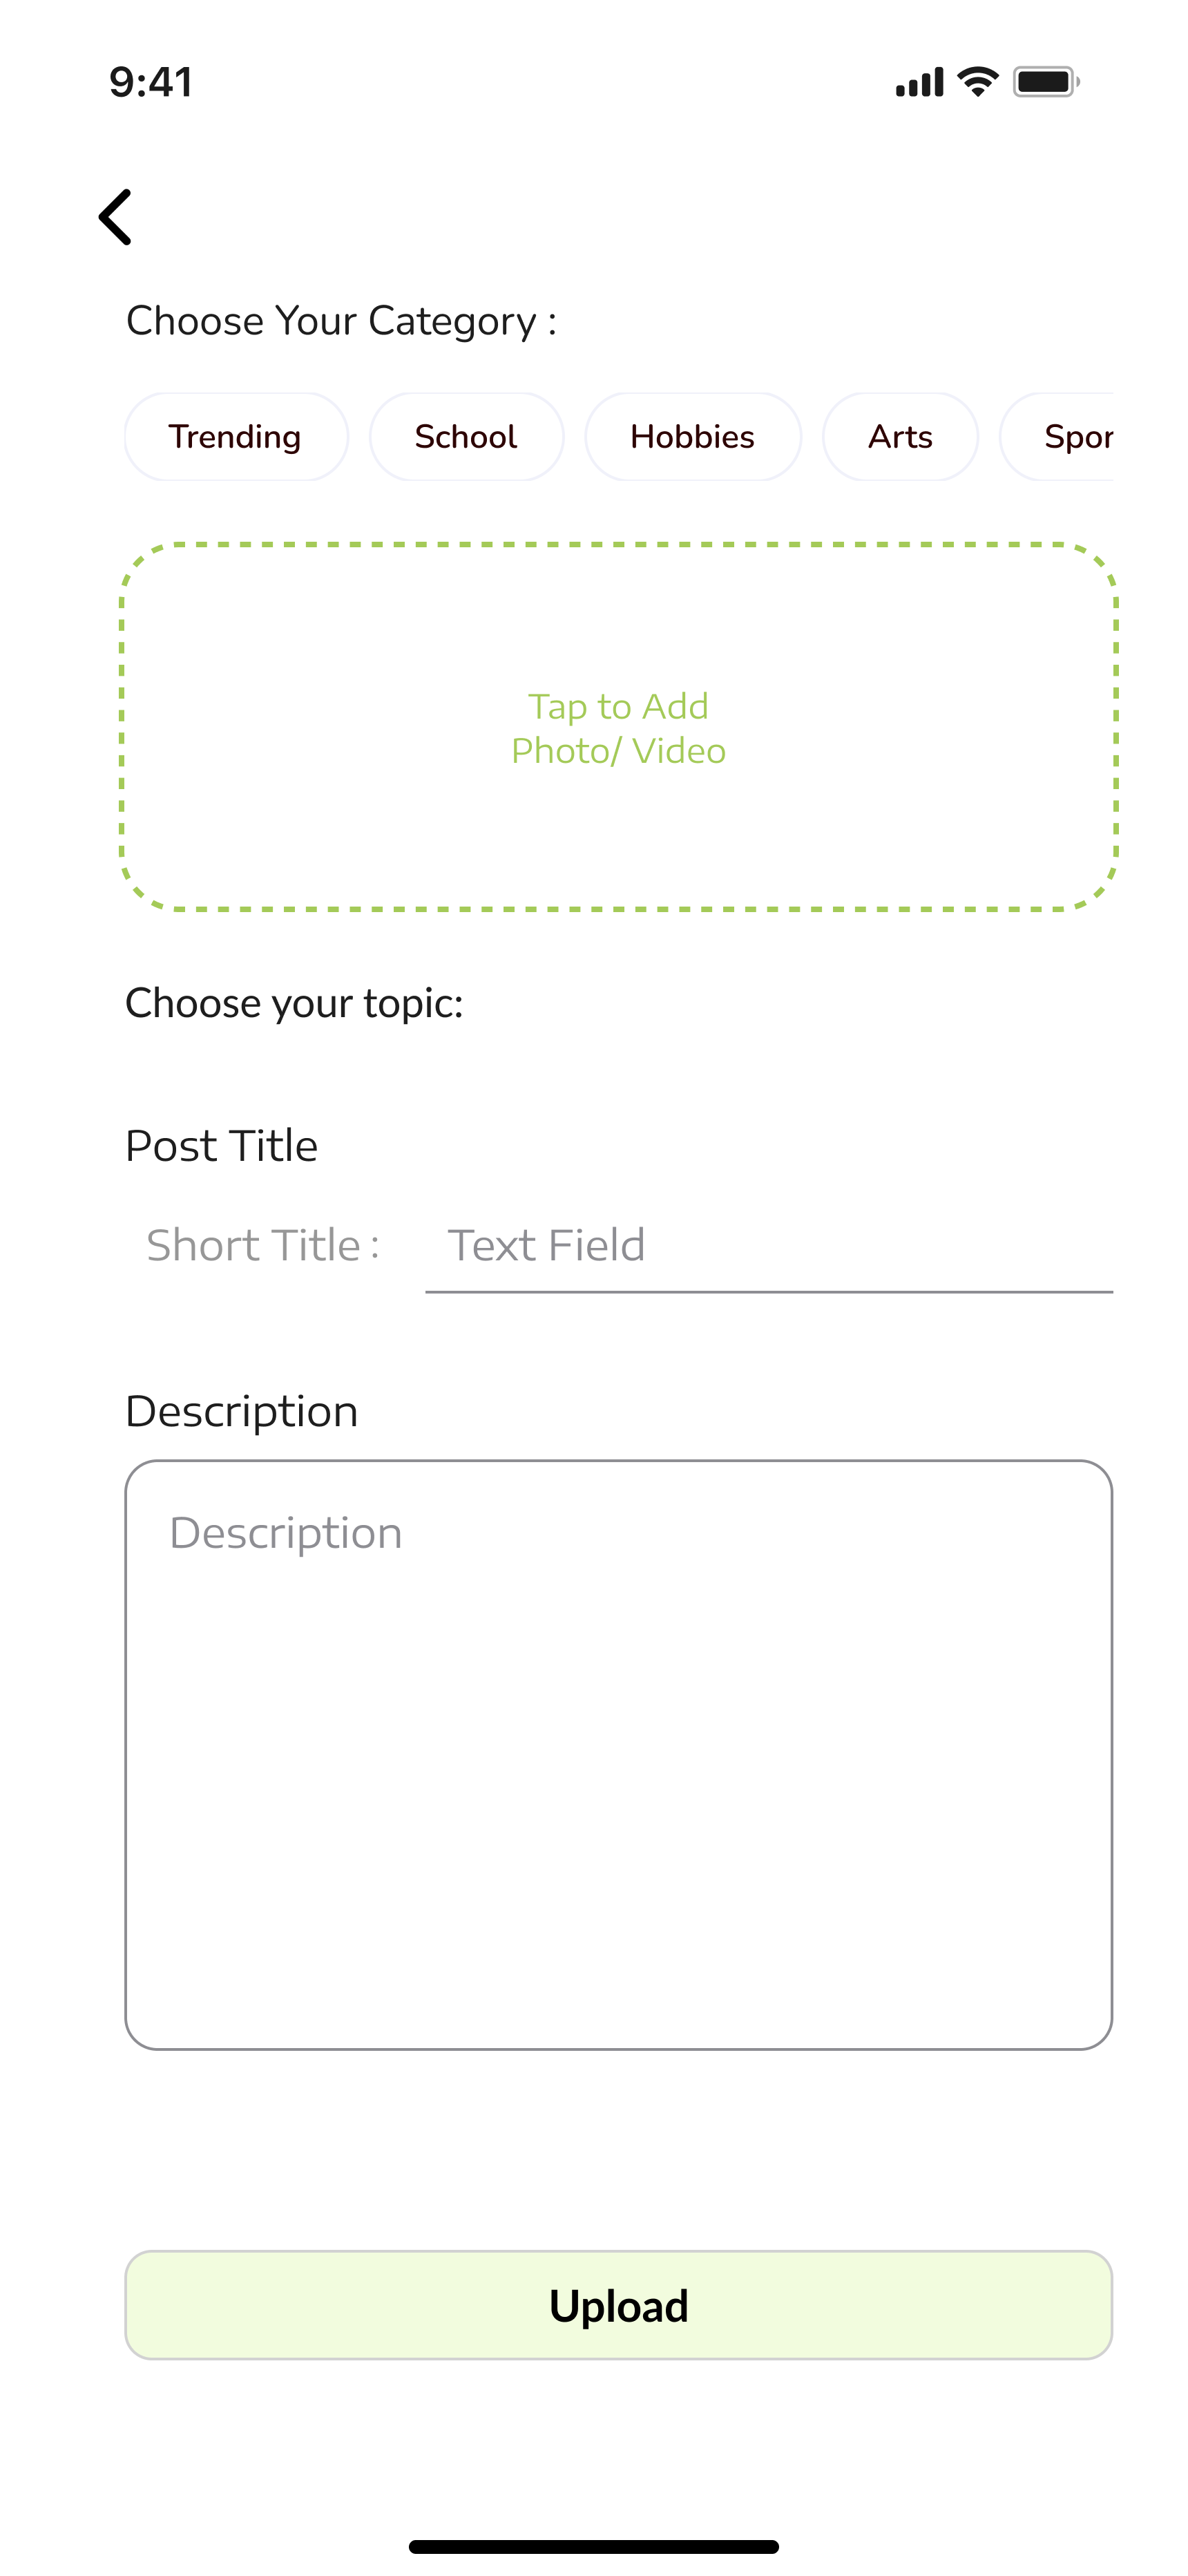 9:41
Choose Your Category :
Trending School Hobbies Arts Spor
Tap to Add
Photo/ Video
Choose your topic:
Post Title
Short Title : Text Field
Description
Description
Upload